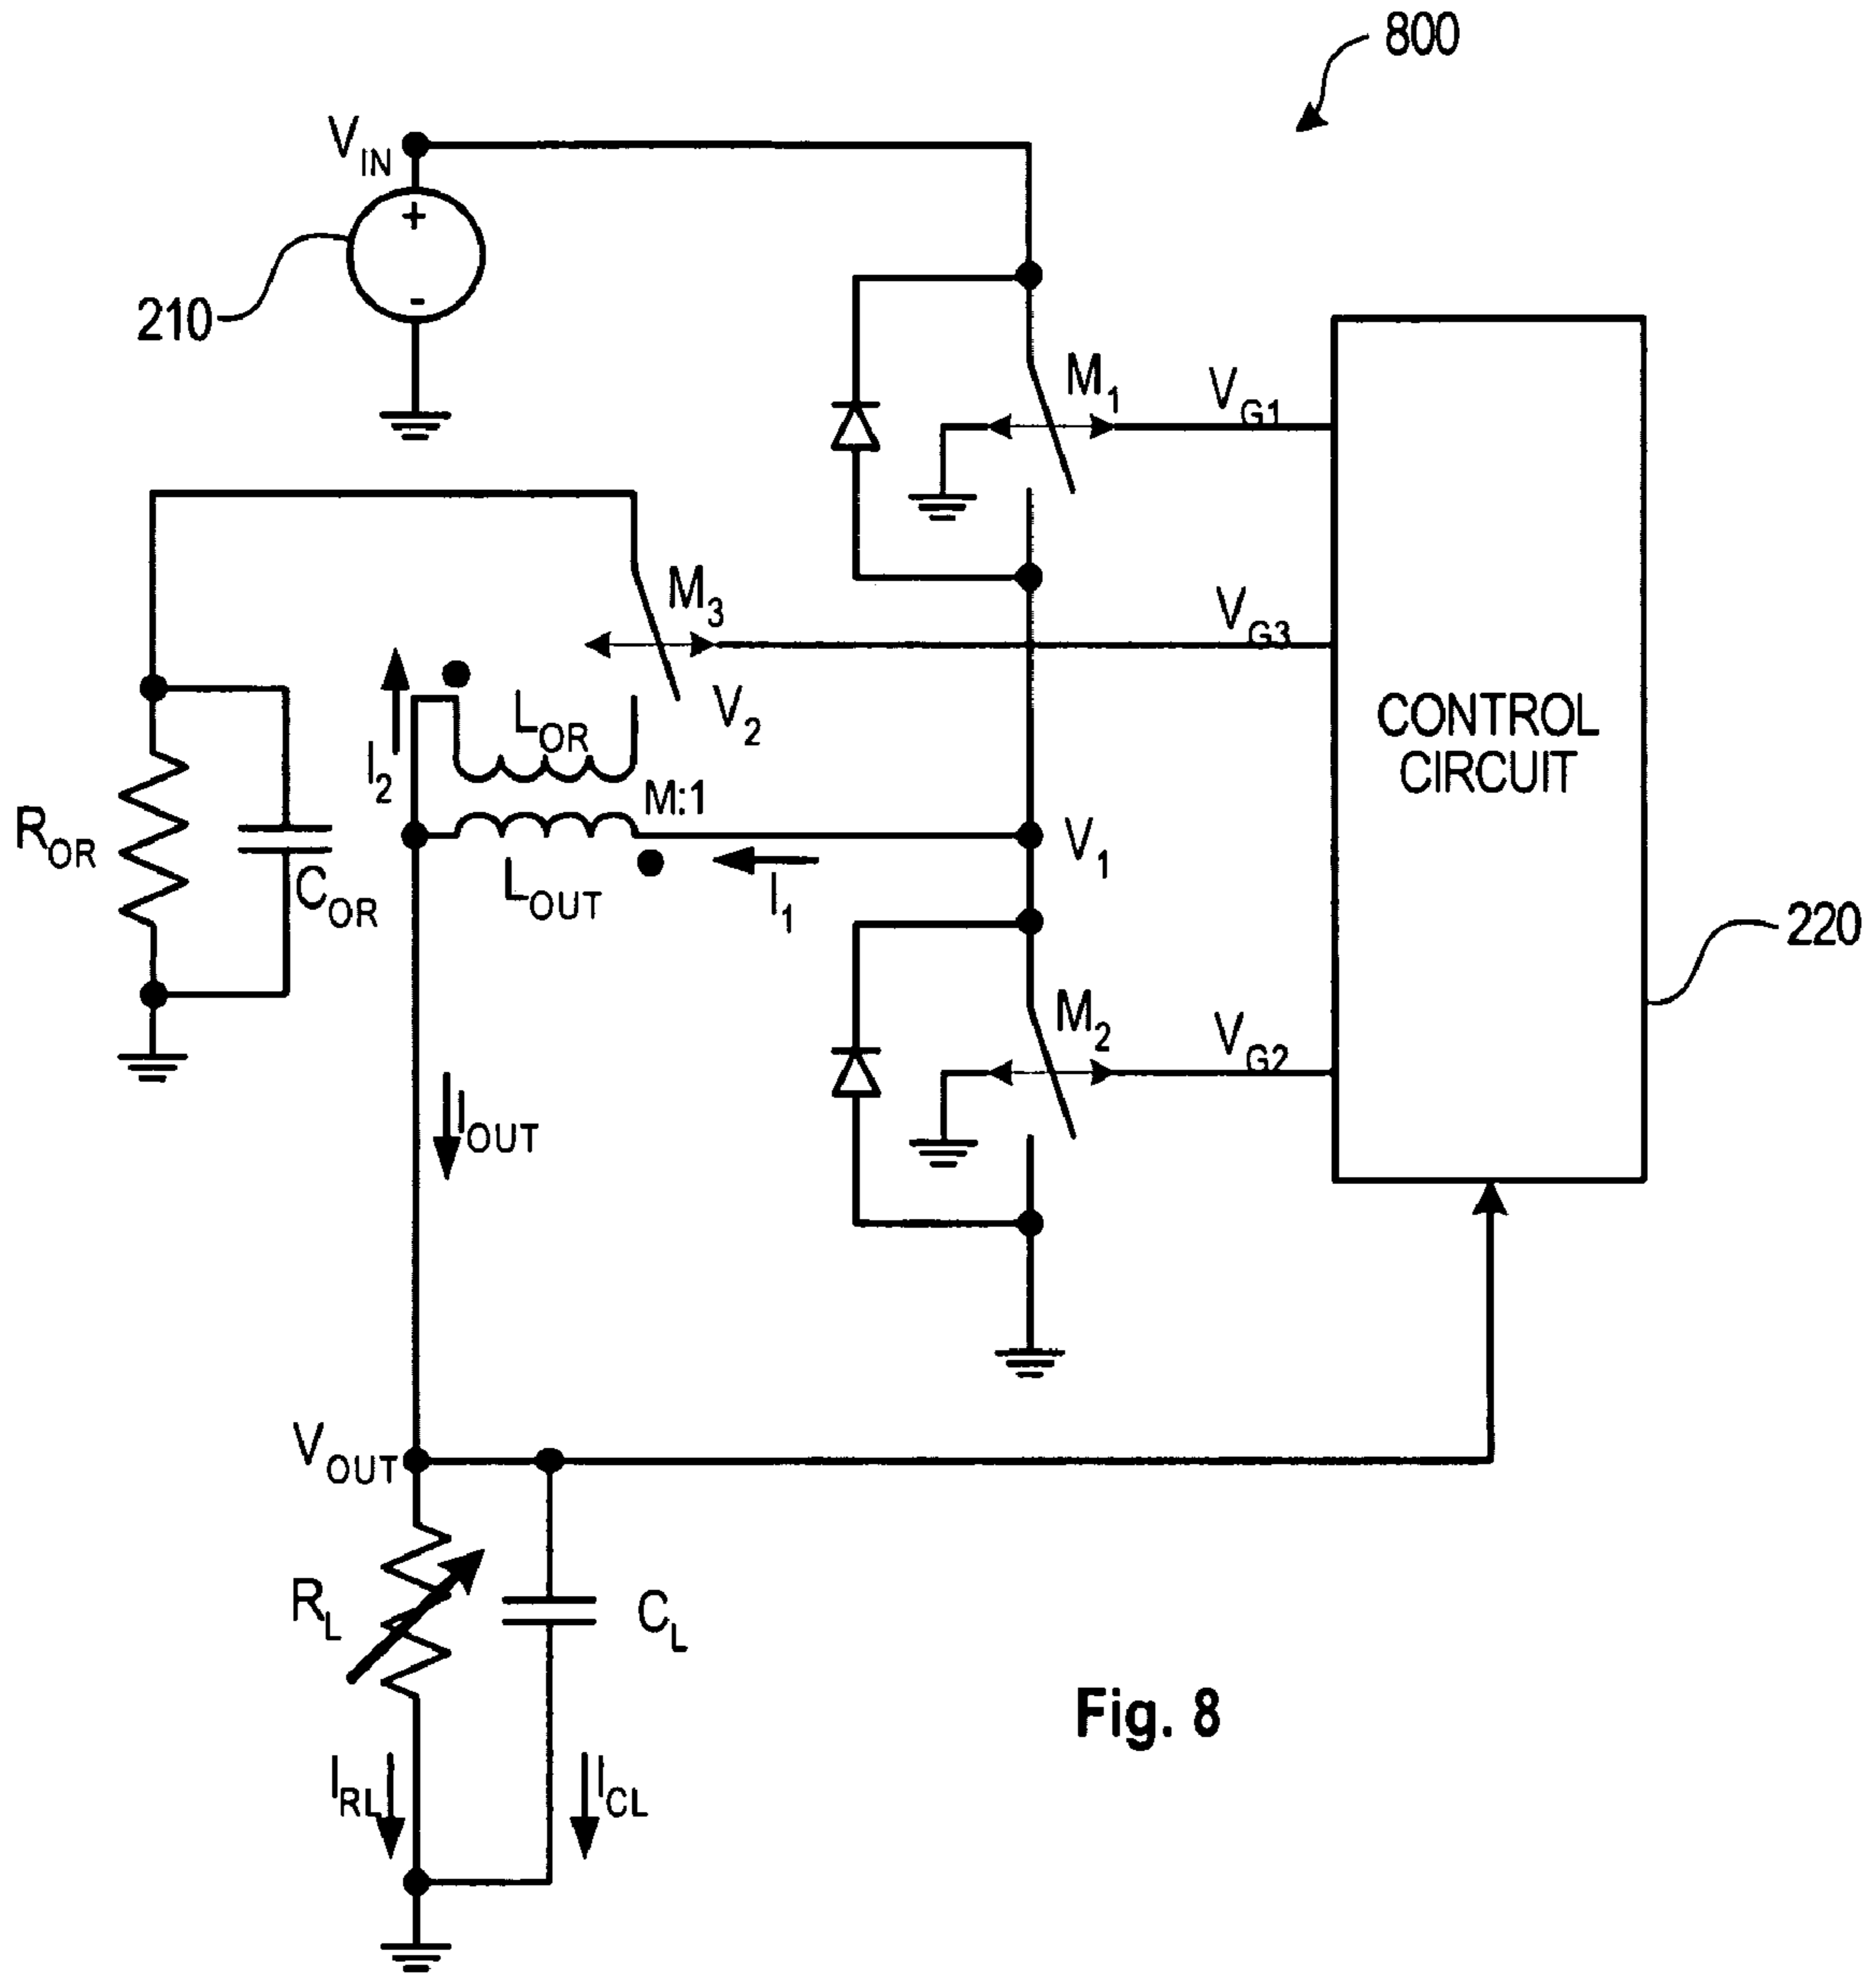 800
V_IN
+
-
210
M_1
V_G1
M_3
V_G3
V_2
L_OR
I_2
M:1
CONTROL
CIRCUIT
R_OR
C_OR
V_1
L_OUT
I_1
220
M_2
V_G2
I_OUT
V_OUT
R_L
C_L
Fig. 8
I_RL
I_CL